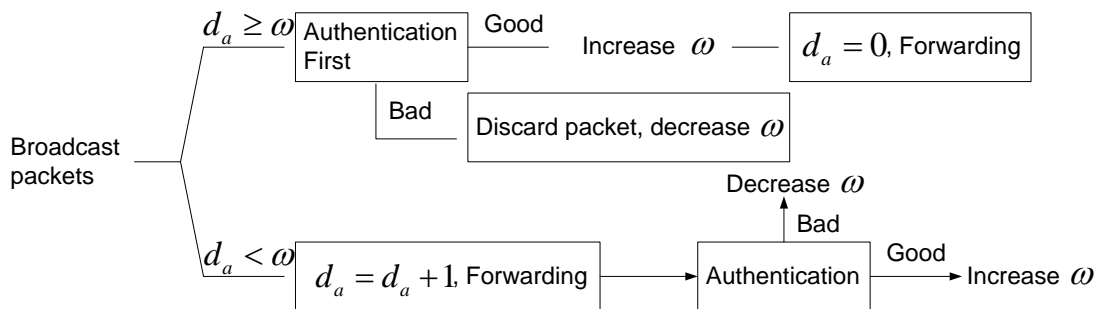 d_a ≥ ω
Authentication
First
Good
Increase ω
d_a = 0, Forwarding
Bad
Discard packet, decrease ω
Broadcast
packets
Decrease ω
Bad
d_a < ω
d_a = d_a +1, Forwarding
Authentication
Good
Increase ω